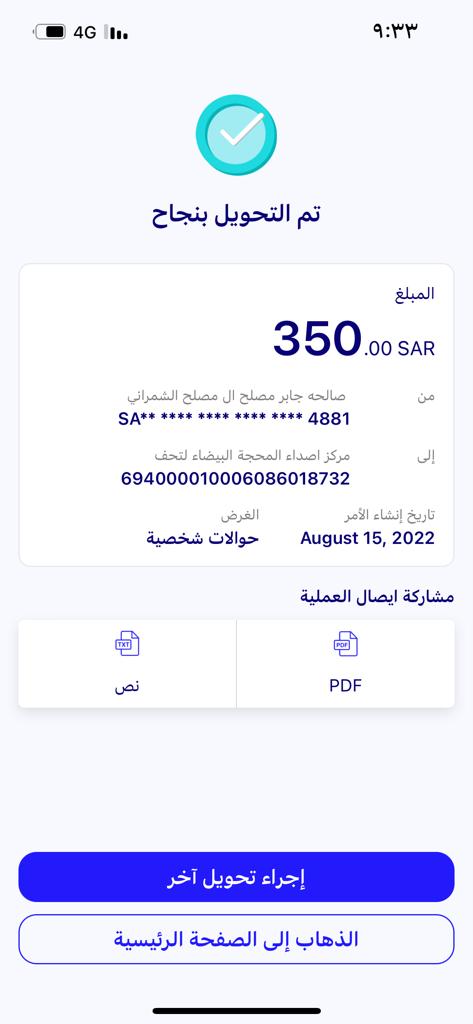 4G ٩:٣٣
تم التحويل بنجاح
المبلغ
350.00 SAR
من صالحه جابر مصلح ال مصلح الشمراني
SA** **** **** **** **** 4881
إلى مركز اصداء المحجة البيضاء لتحف
694000010006086018732
تاريخ إنشاء الأمر الغرض
August 15, 2022 حوالات شخصية
مشاركة ايصال العملية
PDF TXT
PDF نص
إجراء تحويل آخر
الذهاب إلى الصفحة الرئيسية